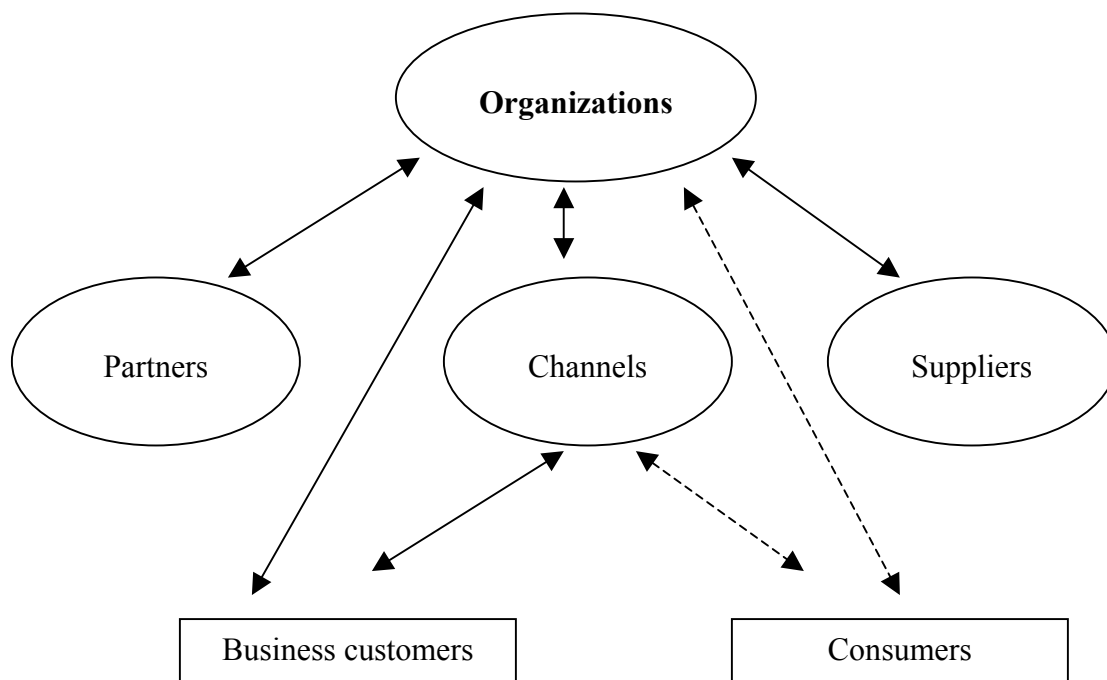 Organizations
Partners
Channels
Suppliers
Business customers
Consumers